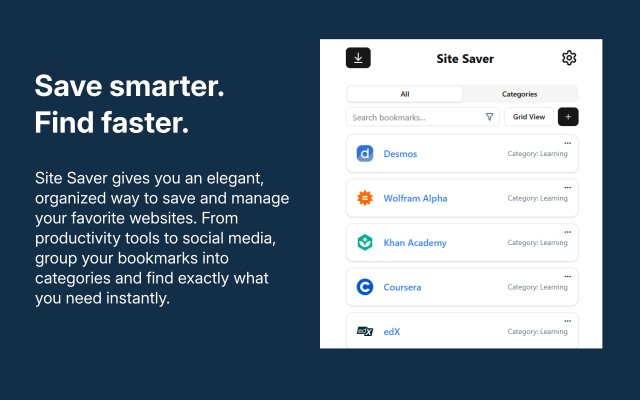 Save smarter.
Find faster.
Site Saver gives you an elegant,
organized way to save and manage
your favorite websites. From
productivity tools to social media,
group your bookmarks into
categories and find exactly what
you need instantly.
Site Saver
All
Categories
Search bookmarks...
Grid View
+
Desmos
Category: Learning
Wolfram Alpha
Category: Learning
Khan Academy
Category: Learning
Coursera
Category: Learning
edX
edX
Category: Learning